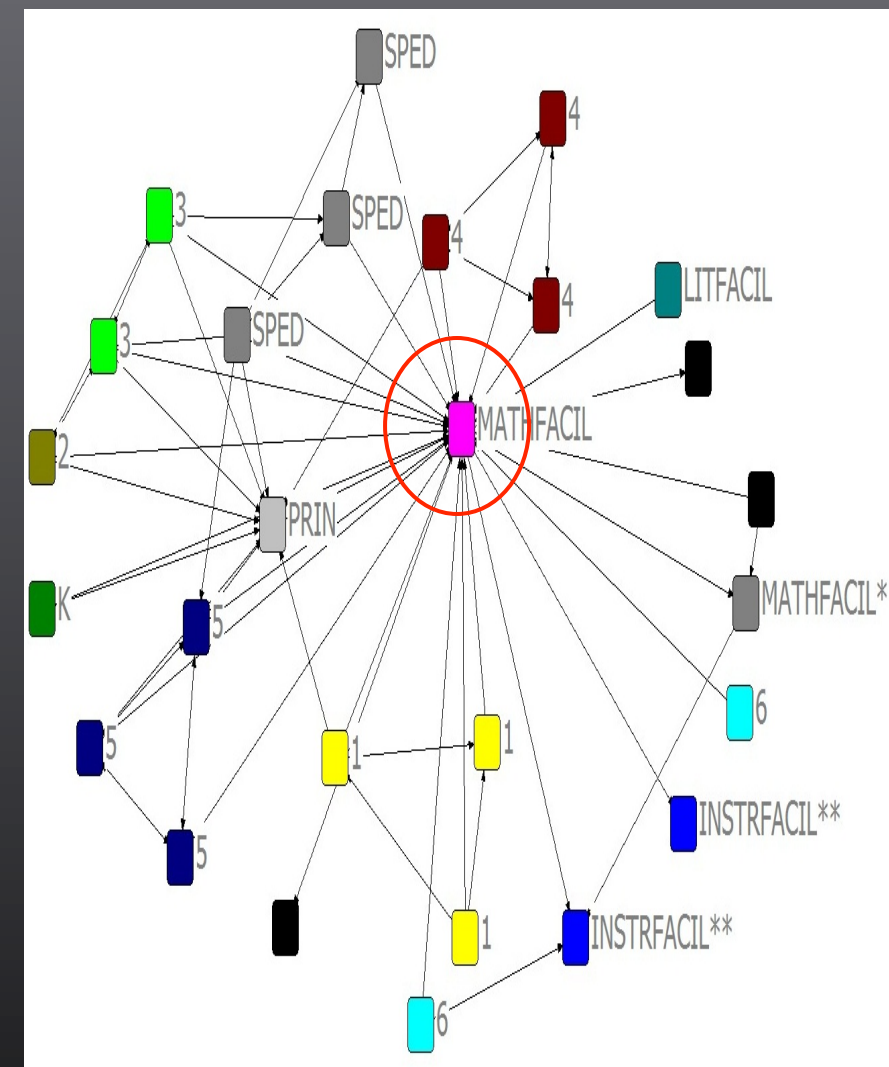 SPED
4
3
SPED
4
LITFACIL
4
SPED
3
MATHFACIL
2
PRIN
K
MATHFACIL*
5
6
5
1
1
INSTRFACIL**
5
1
INSTRFACIL**
6